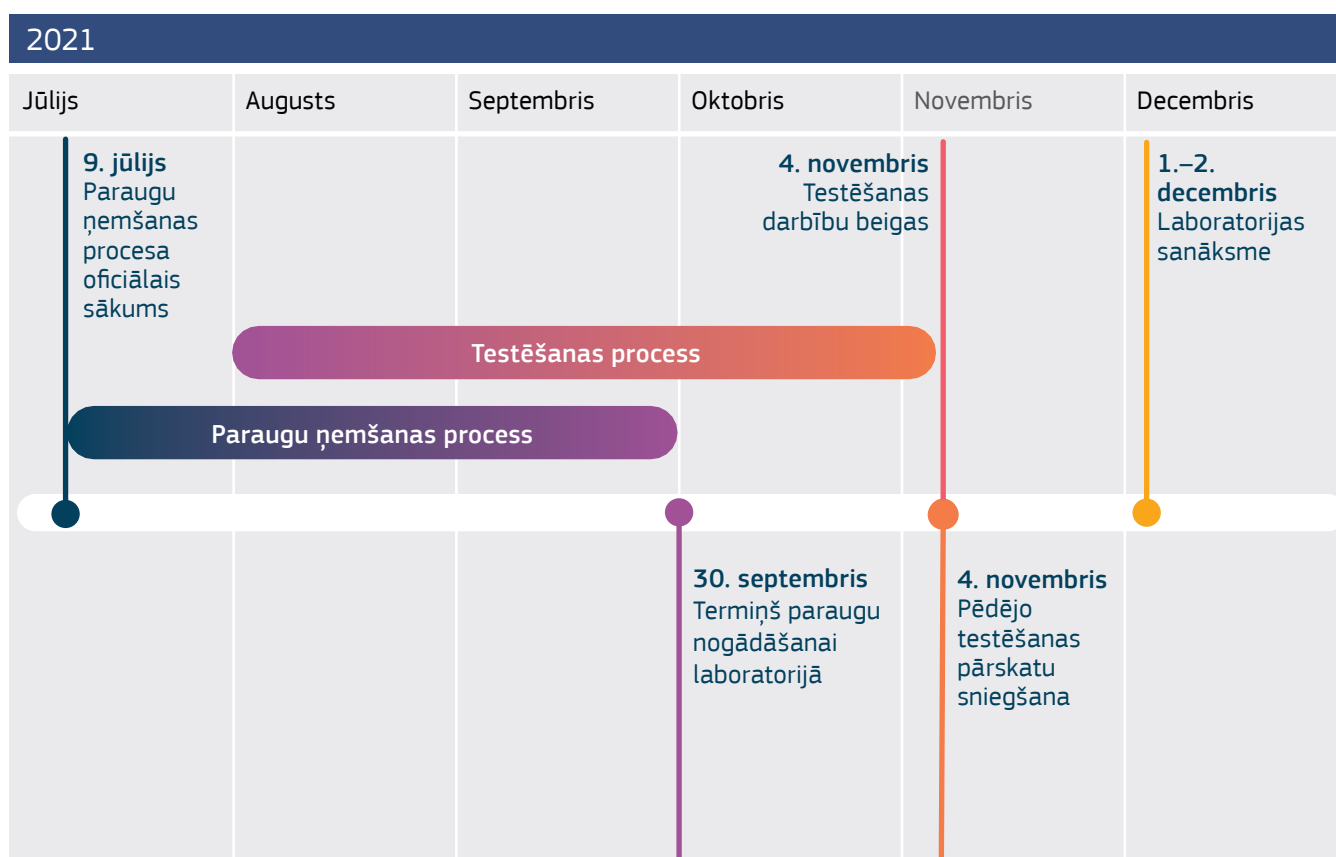 2021
Jūlijs
Augusts
Septembris
Oktobris
Novembris
Decembris
9. jūlijs
Paraugu
ņemšanas
procesa
oficiālais
sākums
4. novembris
Testēšanas
darbību beigas
1.–2.
decembris
Laboratorijas
sanāksme
Testēšanas process
Paraugu ņemšanas process
30. septembris
Termiņš paraugu
nogādāšanai
laboratorijā
4. novembris
Pēdējo
testēšanas
pārskatu
sniegšana